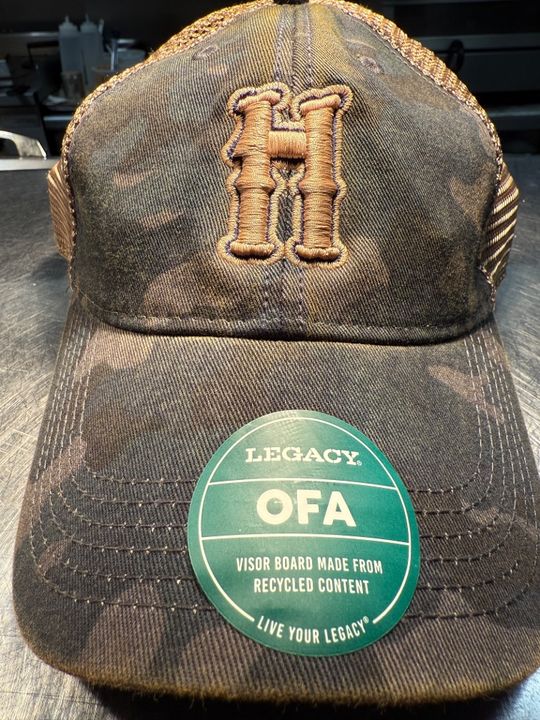 H
LEGACY®
OFA
VISOR BOARD MADE FROM
RECYCLED CONTENT
LIVE YOUR LEGACY®